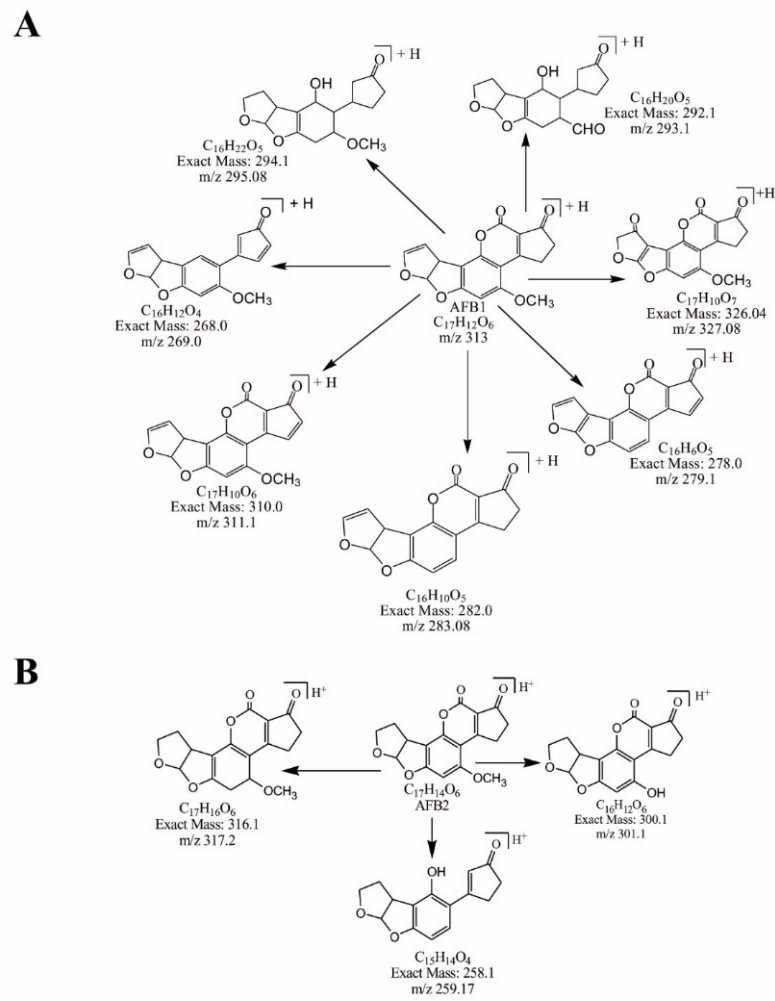 A
OH
O
+ H
O
O
OCH₃
C₁₆H₂₂O₅
Exact Mass: 294.1
m/z 295.08
OH
O
+ H
O
O
CHO
C₁₆H₂₀O₅
Exact Mass: 292.1
m/z 293.1
O
+ H
O
O
OCH₃
C₁₆H₁₂O₄
Exact Mass: 268.0
m/z 269.0
O
O
+ H
O
O
O
OCH₃
AFB1
C₁₇H₁₂O₆
m/z 313
O
O
+H
O
O
O
O
OCH₃
C₁₇H₁₀O₇
Exact Mass: 326.04
m/z 327.08
O
O
+ H
O
O
O
OCH₃
C₁₇H₁₀O₆
Exact Mass: 310.0
m/z 311.1
O
O
+ H
O
O
O
C₁₆H₁₀O₅
Exact Mass: 282.0
m/z 283.08
O
O
+ H
O
O
O
C₁₆H₆O₅
Exact Mass: 278.0
m/z 279.1
B
O
O
H⁺
O
O
O
OCH₃
C₁₇H₁₆O₆
Exact Mass: 316.1
m/z 317.2
O
O
H⁺
O
O
O
OCH₃
C₁₇H₁₄O₆
AFB2
O
O
H⁺
O
O
O
OH
C₁₆H₁₂O₆
Exact Mass: 300.1
m/z 301.1
OH
O
H⁺
O
O
C₁₅H₁₄O₄
Exact Mass: 258.1
m/z 259.17